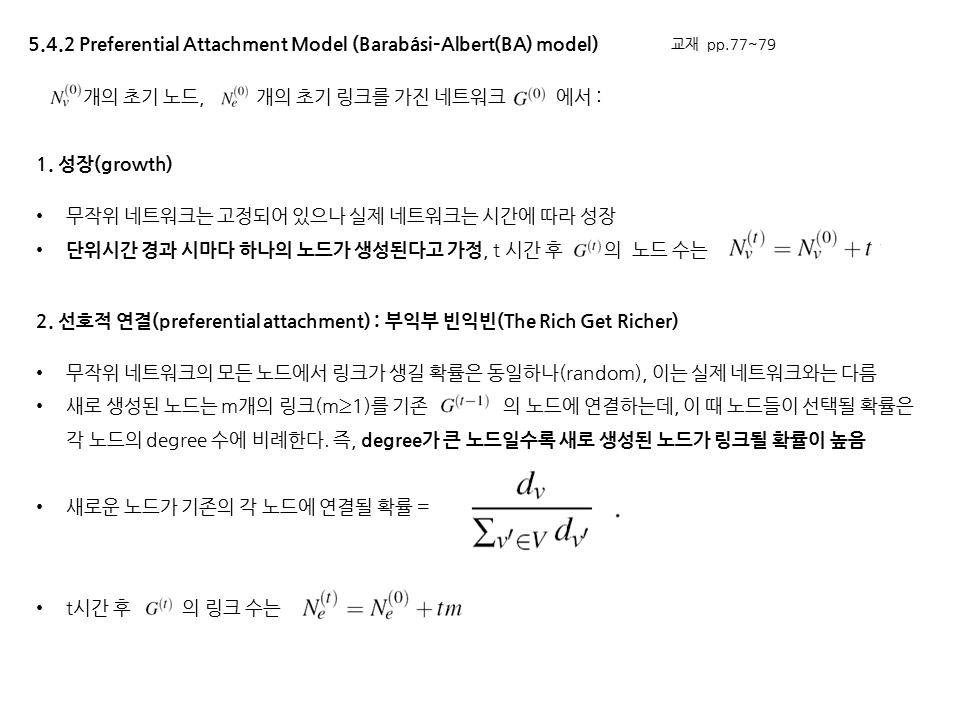 5.4.2 Preferential Attachment Model (Barabási-Albert(BA) model) 교재 pp.77~79
N_v^{(0)}개의 초기 노드, N_e^{(0)} 개의 초기 링크를 가진 네트워크 G^{(0)} 에서 :
1. 성장(growth)
• 무작위 네트워크는 고정되어 있으나 실제 네트워크는 시간에 따라 성장
• 단위시간 경과 시마다 하나의 노드가 생성된다고 가정, t 시간 후 G^{(t)}의 노드 수는 N_v^{(t)} = N_v^{(0)} + t
2. 선호적 연결(preferential attachment) : 부익부 빈익빈(The Rich Get Richer)
• 무작위 네트워크의 모든 노드에서 링크가 생길 확률은 동일하나(random), 이는 실제 네트워크와는 다름
• 새로 생성된 노드는 m개의 링크(m≥1)를 기존 G^{(t-1)} 의 노드에 연결하는데, 이 때 노드들이 선택될 확률은
각 노드의 degree 수에 비례한다. 즉, degree가 큰 노드일수록 새로 생성된 노드가 링크될 확률이 높음
• 새로운 노드가 기존의 각 노드에 연결될 확률 = \frac{d_v}{\sum_{v'∈V} d_{v'}} .
• t시간 후 G^{(t)} 의 링크 수는 N_e^{(t)} = N_e^{(0)} + tm